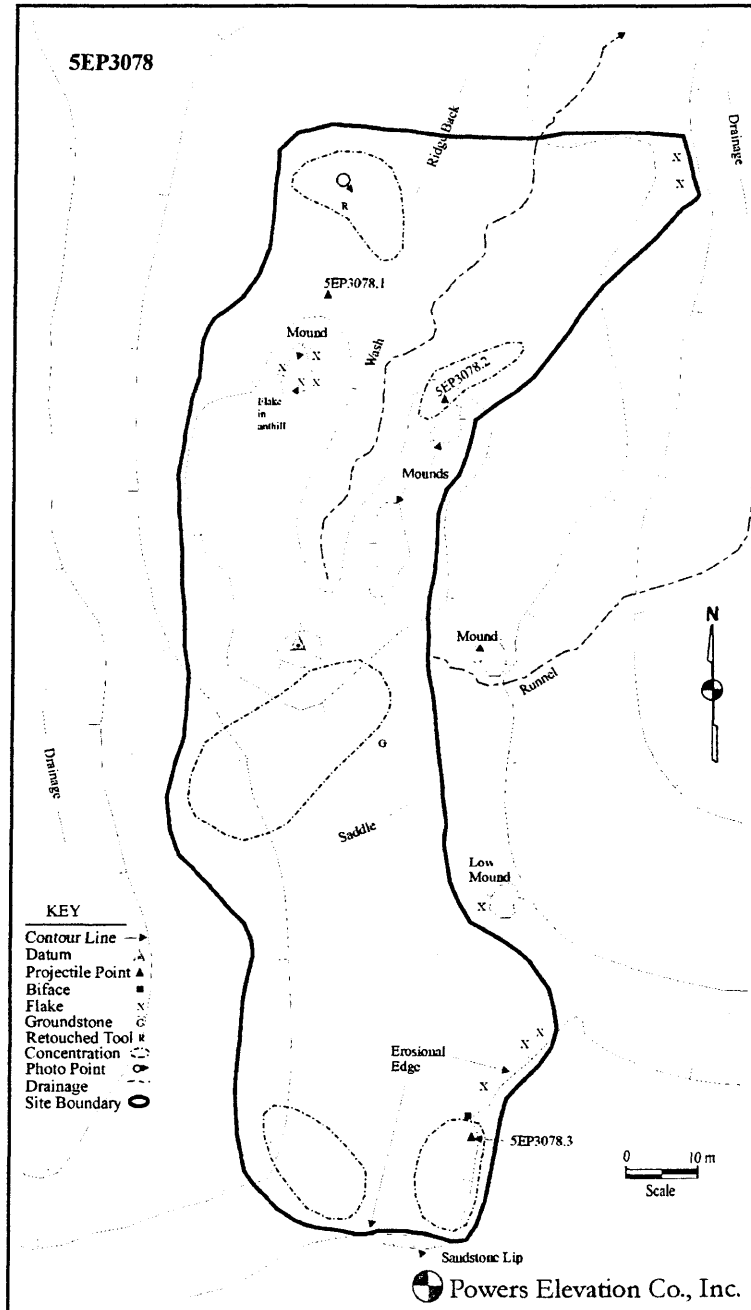 5EP3078
Ridge Back
Drainage
X
X
R
5EP3078.1
Mound
X
X
X X
Flake
in
anthill
Wash
5EP3078.2
Mounds
N
Mound
Runnel
G
Saddle
Drainage
Low
Mound
X
KEY
Contour Line
Datum
Projectile Point
Biface
Flake X
Groundstone G
Retouched Tool R
Concentration
Photo Point
Drainage
Site Boundary
X
X
Erosional
Edge
X
5EP3078.3
0 10 m
Scale
Sandstone Lip
Powers Elevation Co., Inc.